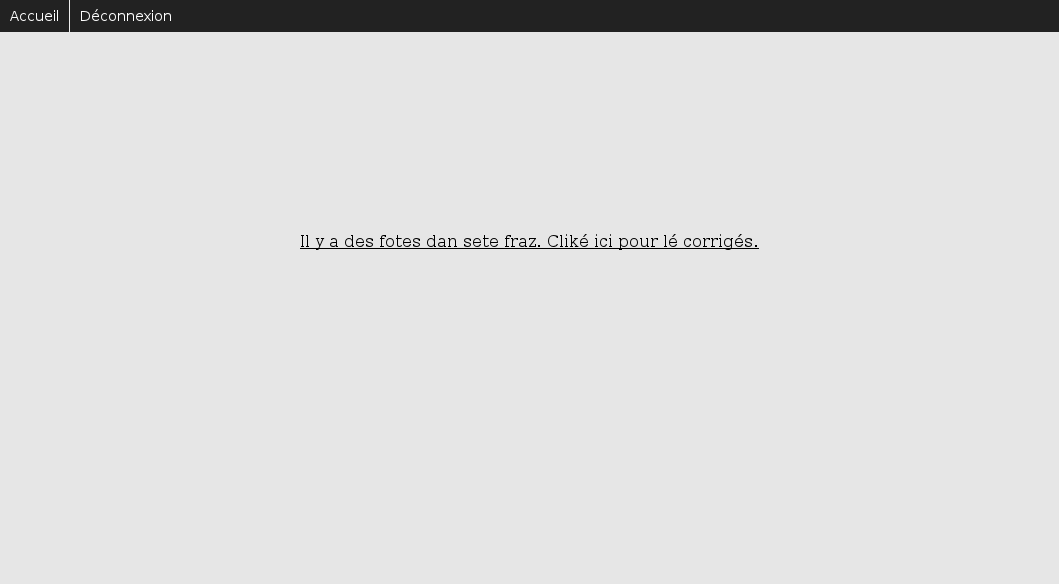 Accueil Déconnexion
Il y a des fotes dan sete fraz. Cliké ici pour lé corrigés.